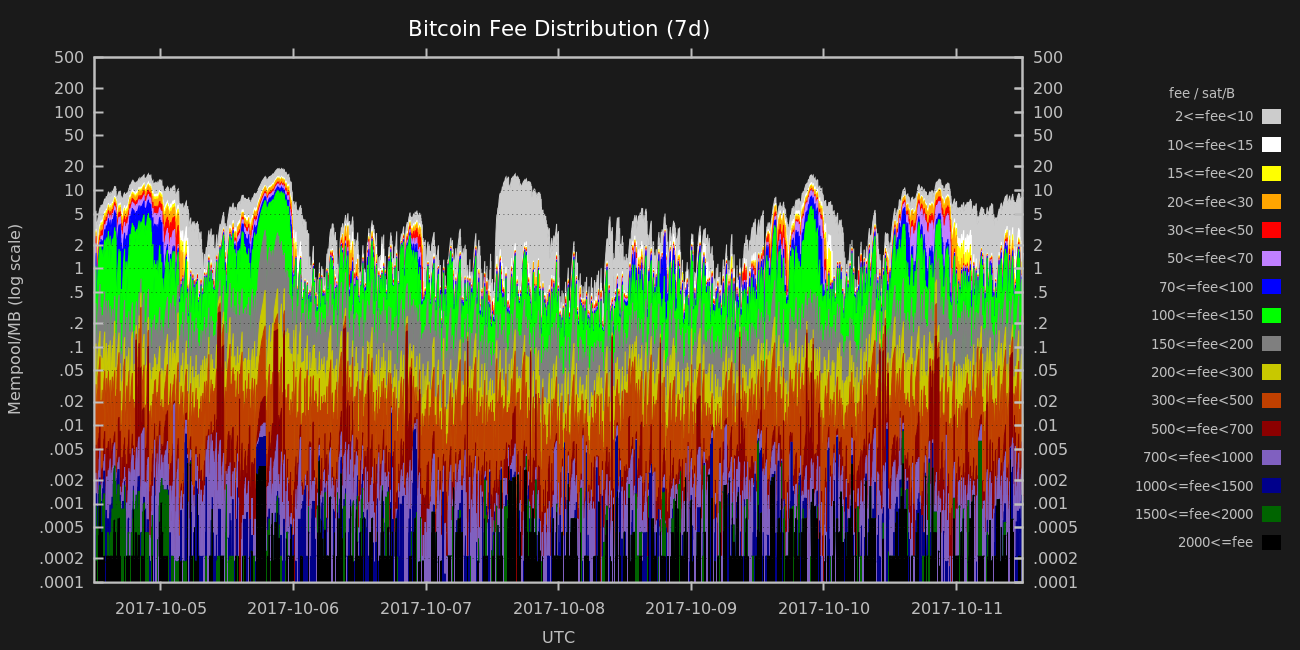 Bitcoin Fee Distribution (7d)
500
200
100
50
20
10
5
2
1
.5
.2
.1
.05
.02
.01
.005
.002
.001
.0005
.0002
.0001
Mempool/MB (log scale)
500
200
100
50
20
10
5
2
1
.5
.2
.1
.05
.02
.01
.005
.002
.001
.0005
.0002
.0001
2017-10-05 2017-10-06 2017-10-07 2017-10-08 2017-10-09 2017-10-10 2017-10-11
UTC
fee / sat/B
2<=fee<10
10<=fee<15
15<=fee<20
20<=fee<30
30<=fee<50
50<=fee<70
70<=fee<100
100<=fee<150
150<=fee<200
200<=fee<300
300<=fee<500
500<=fee<700
700<=fee<1000
1000<=fee<1500
1500<=fee<2000
2000<=fee